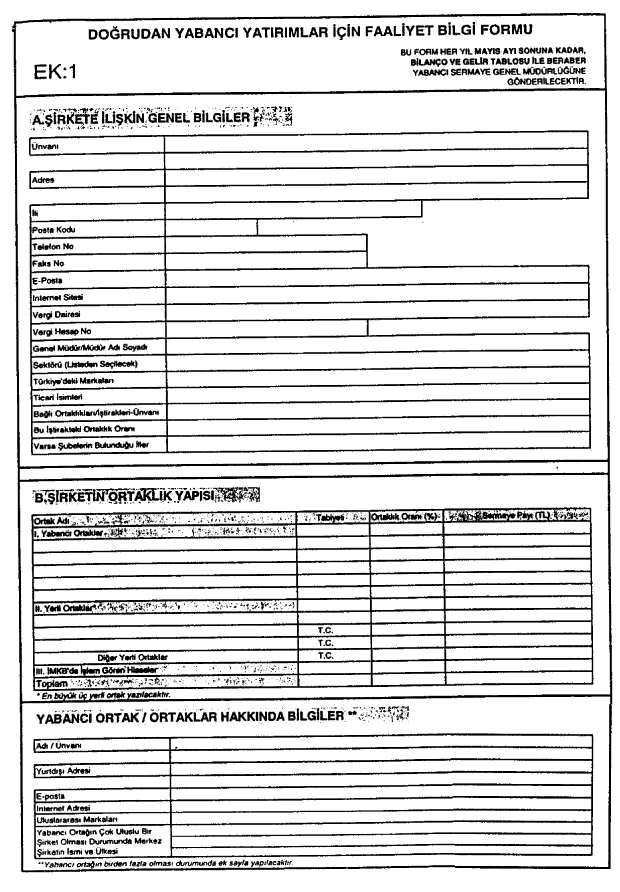 DOĞRUDAN YABANCI YATIRIMLAR İÇİN FAALİYET BİLGİ FORMU
EK:1
BU FORM HER YIL MAYIS AYI SONUNA KADAR,
BİLANÇO VE GELİR TABLOSU İLE BERABER
YABANCI SERMAYE GENEL MÜDÜRLÜĞÜNE
GÖNDERİLECEKTİR.
A.ŞİRKETE İLİŞKİN GENEL BİLGİLER
Ünvanı
Adres
İli
Posta Kodu
Telefon No
Faks No
E-Posta
Internet Sitesi
Vergi Dairesi
Vergi Hesap No
Genel Müdür/Müdür Adı Soyadı
Sektörü (Listeden Seçilecek)
Türkiye'deki Markaları
Ticari İsimleri
Bağlı Ortaklıkları/İştirakleri-Ünvanı
Bu İştirakteki Ortaklık Oranı
Varsa Şubelerin Bulunduğu İller
B.ŞİRKETİN ORTAKLIK YAPISI
Ortak Adı Tabiyeti Ortaklık Oranı (%) Sermaye Payı (TL)
I. Yabancı Ortaklar
II. Yerli Ortaklar*
T.C.
T.C.
Diğer Yerli Ortaklar T.C.
III. İMKB'de İşlem Gören Hisseler
Toplam
* En büyük üç yerli ortak yazılacaktır.
YABANCI ORTAK / ORTAKLAR HAKKINDA BİLGİLER **
Adı / Unvanı
Yurtdışı Adresi
E-posta
Internet Adresi
Uluslararası Markaları
Yabancı Ortağın Çok Uluslu Bir
Şirket Olması Durumunda Merkez
Şirketin İsmi ve Ülkesi
**Yabancı ortağın birden fazla olması durumunda ek sayfa yapılacaktır.